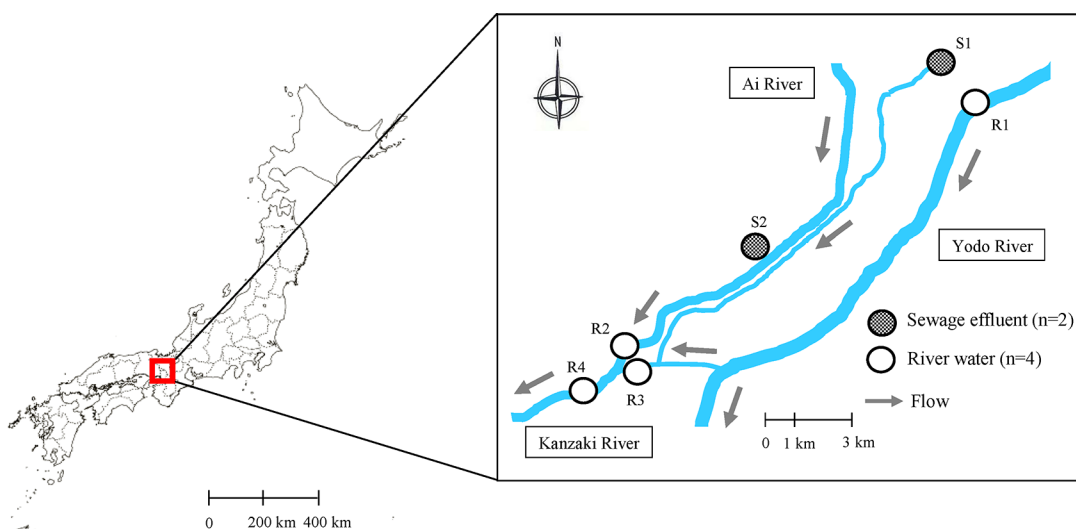 N
S1
Ai River
R1
S2
Yodo River
Sewage effluent (n=2)
R2
River water (n=4)
R4
R3
Flow
Kanzaki River
0 1 km 3 km
0 200 km 400 km